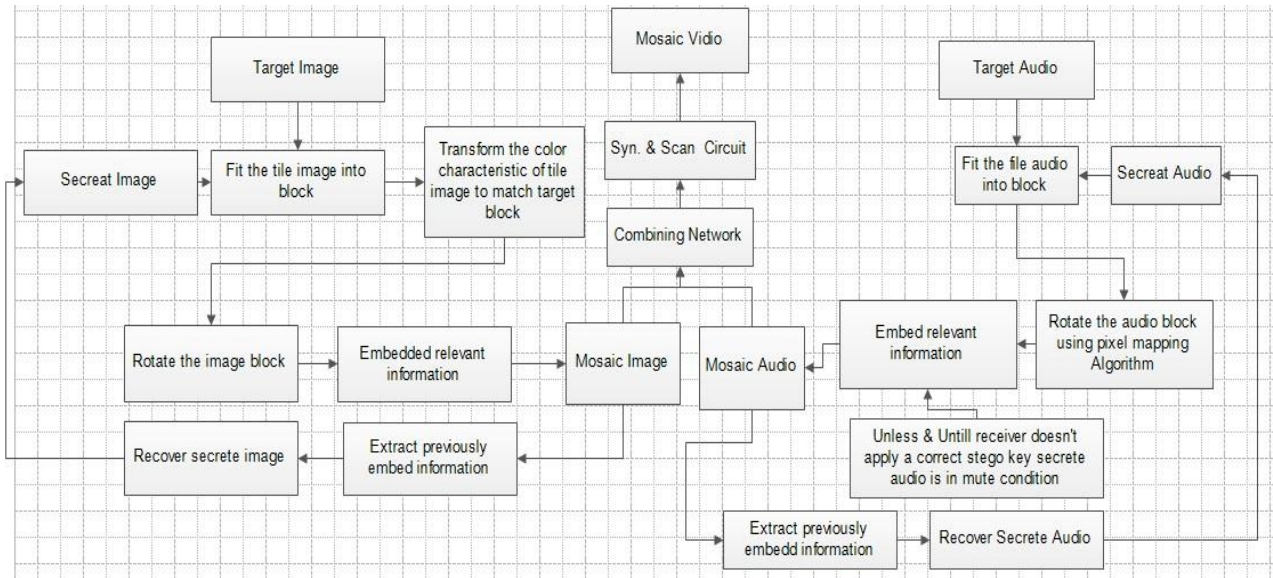 Mosaic Vidio
Target Image
Target Audio
Syn. & Scan Circuit
Transform the color
characteristic of tile
image to match target
block
Secreat Image
Fit the tile image into
block
Fit the file audio
into block
Secreat Audio
Combining Network
Rotate the image block
Embedded relevant
information
Mosaic Image
Mosaic Audio
Embed relevant
information
Rotate the audio block
using pixel mapping
Algorithm
Recover secrete image
Extract previously
embed information
Unless & Untill receiver doesn't
apply a correct stego key secrete
audio is in mute condition
Extract previously
embedd information
Recover Secrete Audio